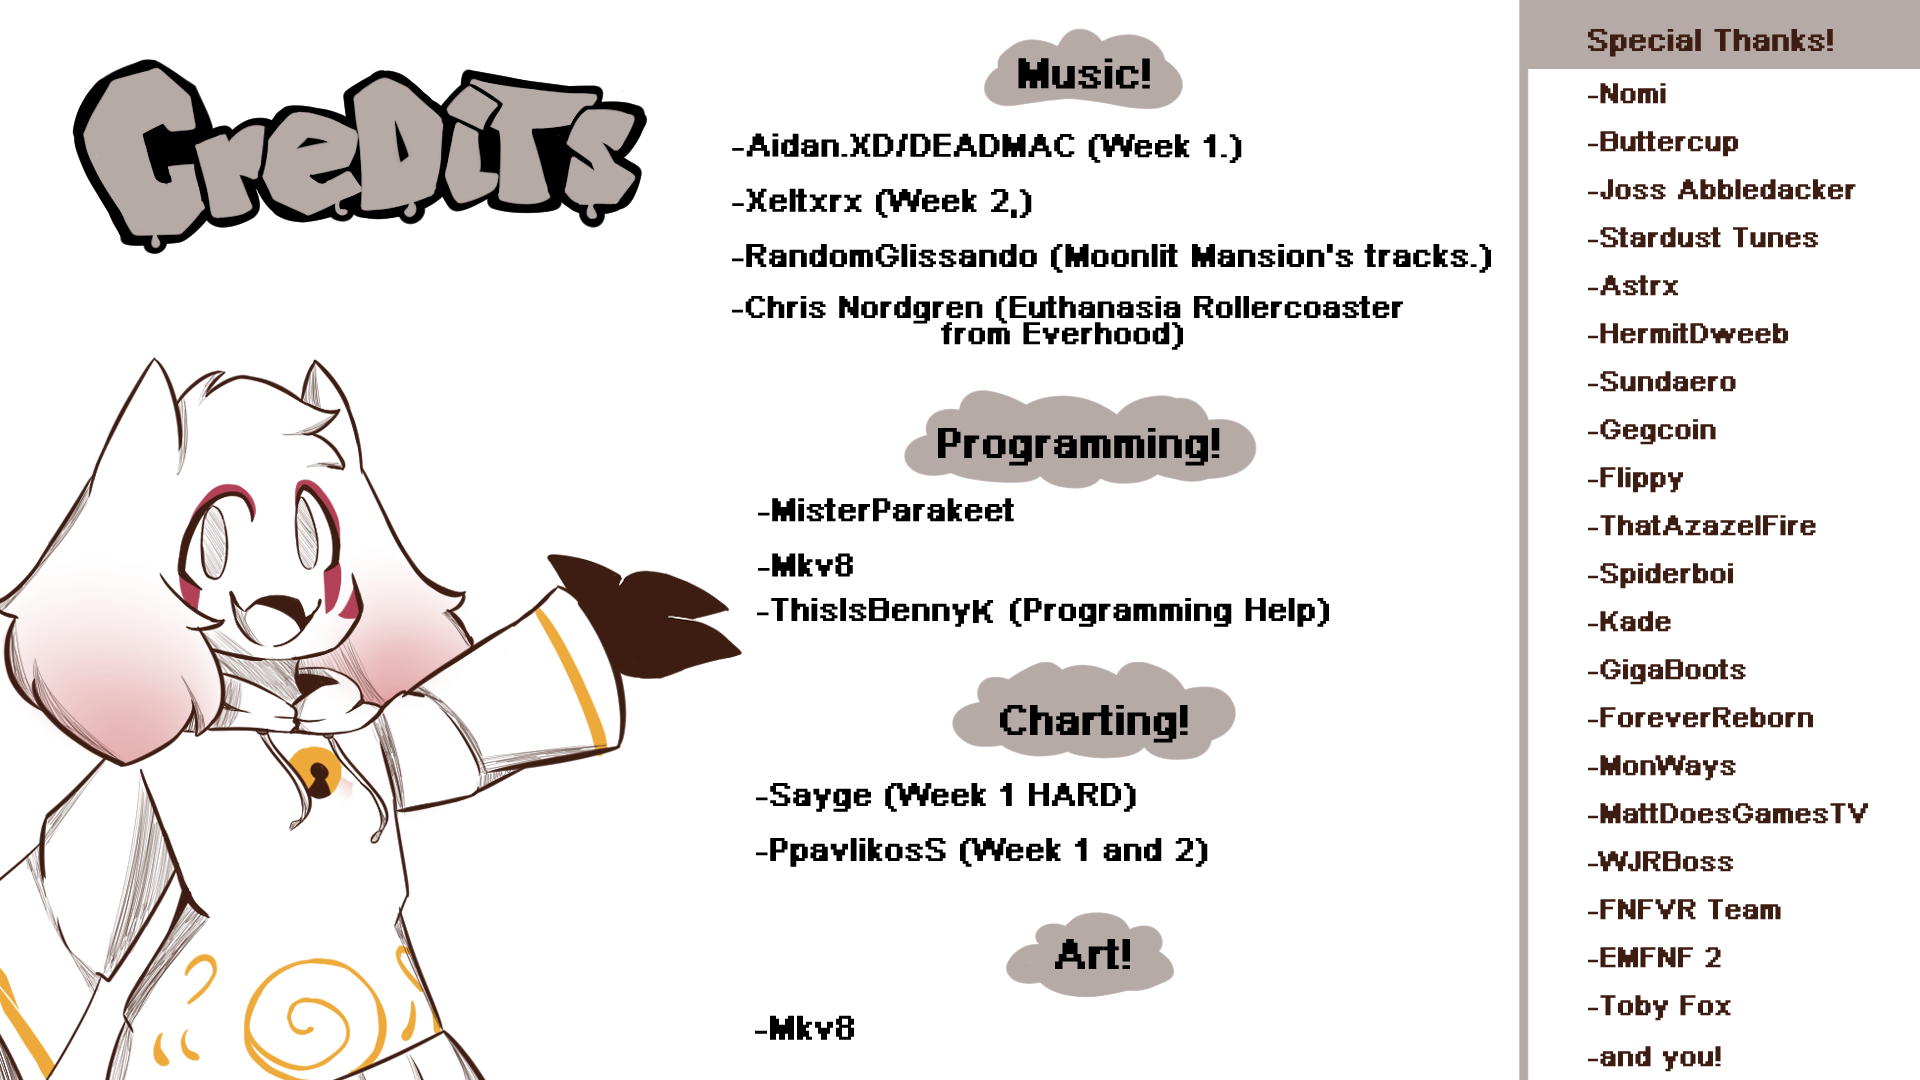 CreDiTs
Music!
-Aidan.XD/DEADMAC (Week 1.)
-Xeltxrx (Week 2,)
-RandomGlissando (Moonlit Mansion's tracks.)
-Chris Nordgren (Euthanasia Rollercoaster
from Everhood)
Programming!
-MisterParakeet
-Mkv8
-ThisIsBennyK (Programming Help)
Charting!
-Sayge (Week 1 HARD)
-PpavlikosS (Week 1 and 2)
Art!
-Mkv8
Special Thanks!
-Nomi
-Buttercup
-Joss Abbledacker
-Stardust Tunes
-Astrx
-HermitDweeb
-Sundaero
-Gegcoin
-Flippy
-ThatAzazelFire
-Spiderboi
-Kade
-GigaBoots
-ForeverReborn
-MonWays
-MattDoesGamesTV
-WJRBoss
-FNFVR Team
-EMFNF 2
-Toby Fox
-and you!